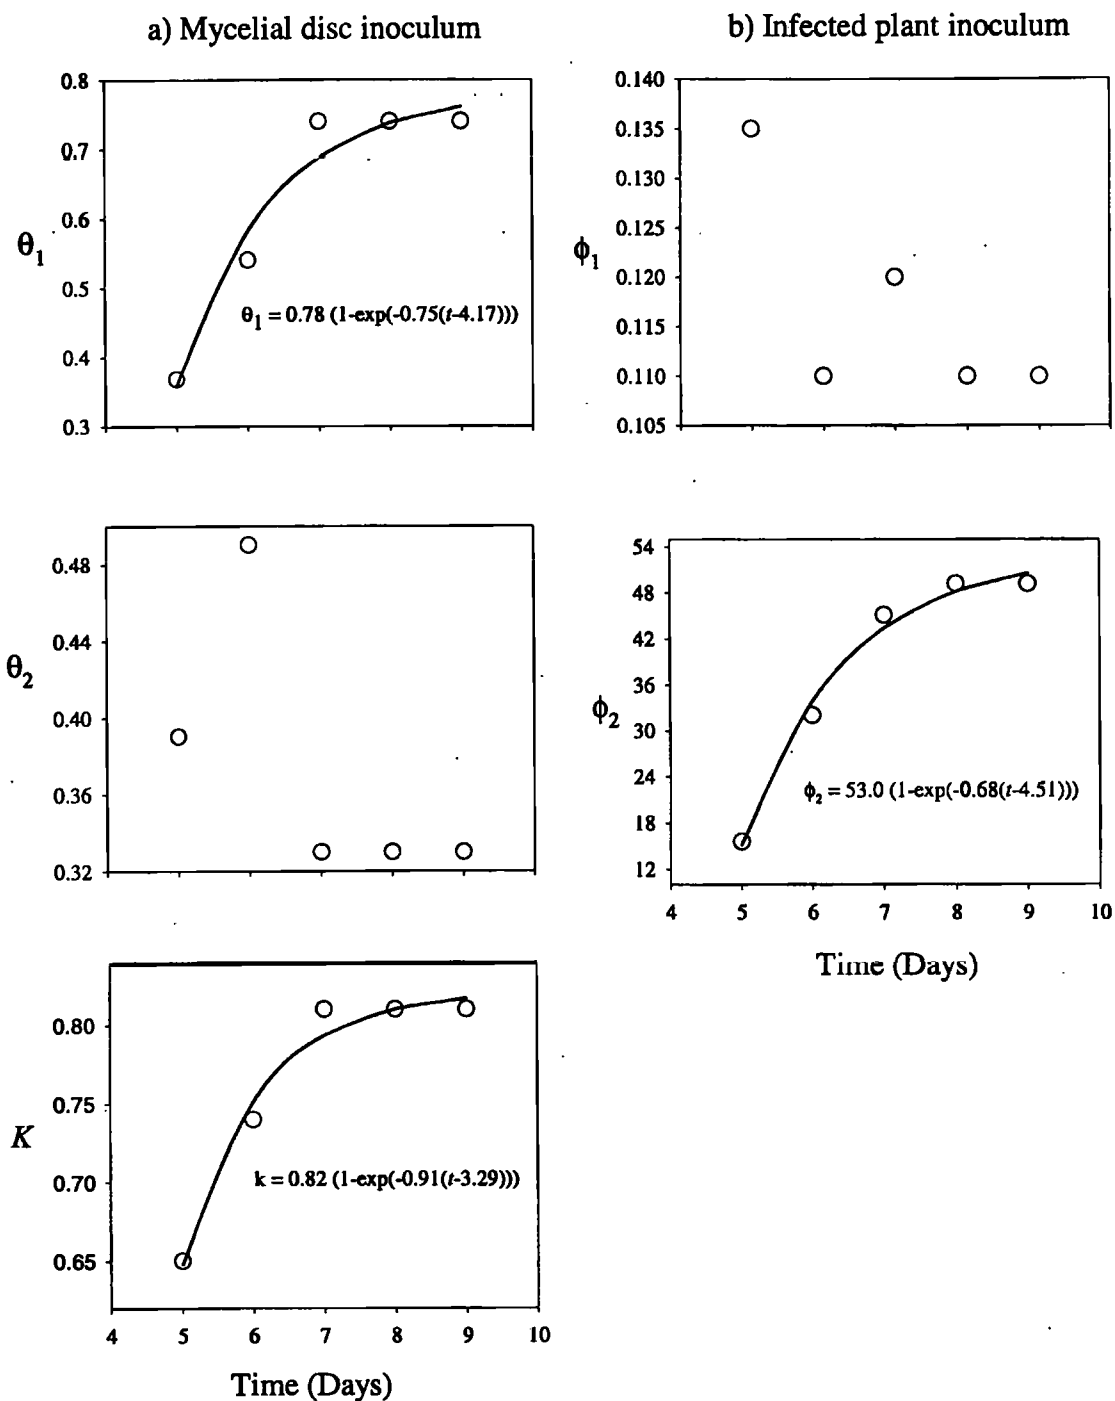 a) Mycelial disc inoculum
0.8
0.7
0.6
0.5
0.4
0.3
θ1
θ1 = 0.78 (1-exp(-0.75(t-4.17)))
0.48
0.44
0.40
0.36
0.32
θ2
0.80
0.75
0.70
0.65
K
k = 0.82 (1-exp(-0.91(t-3.29)))
4 5 6 7 8 9 10
Time (Days)
b) Infected plant inoculum
0.140
0.135
0.130
0.125
0.120
0.115
0.110
0.105
ϕ1
54
48
42
36
30
24
18
12
ϕ2
ϕ2 = 53.0 (1-exp(-0.68(t-4.51)))
4 5 6 7 8 9 10
Time (Days)